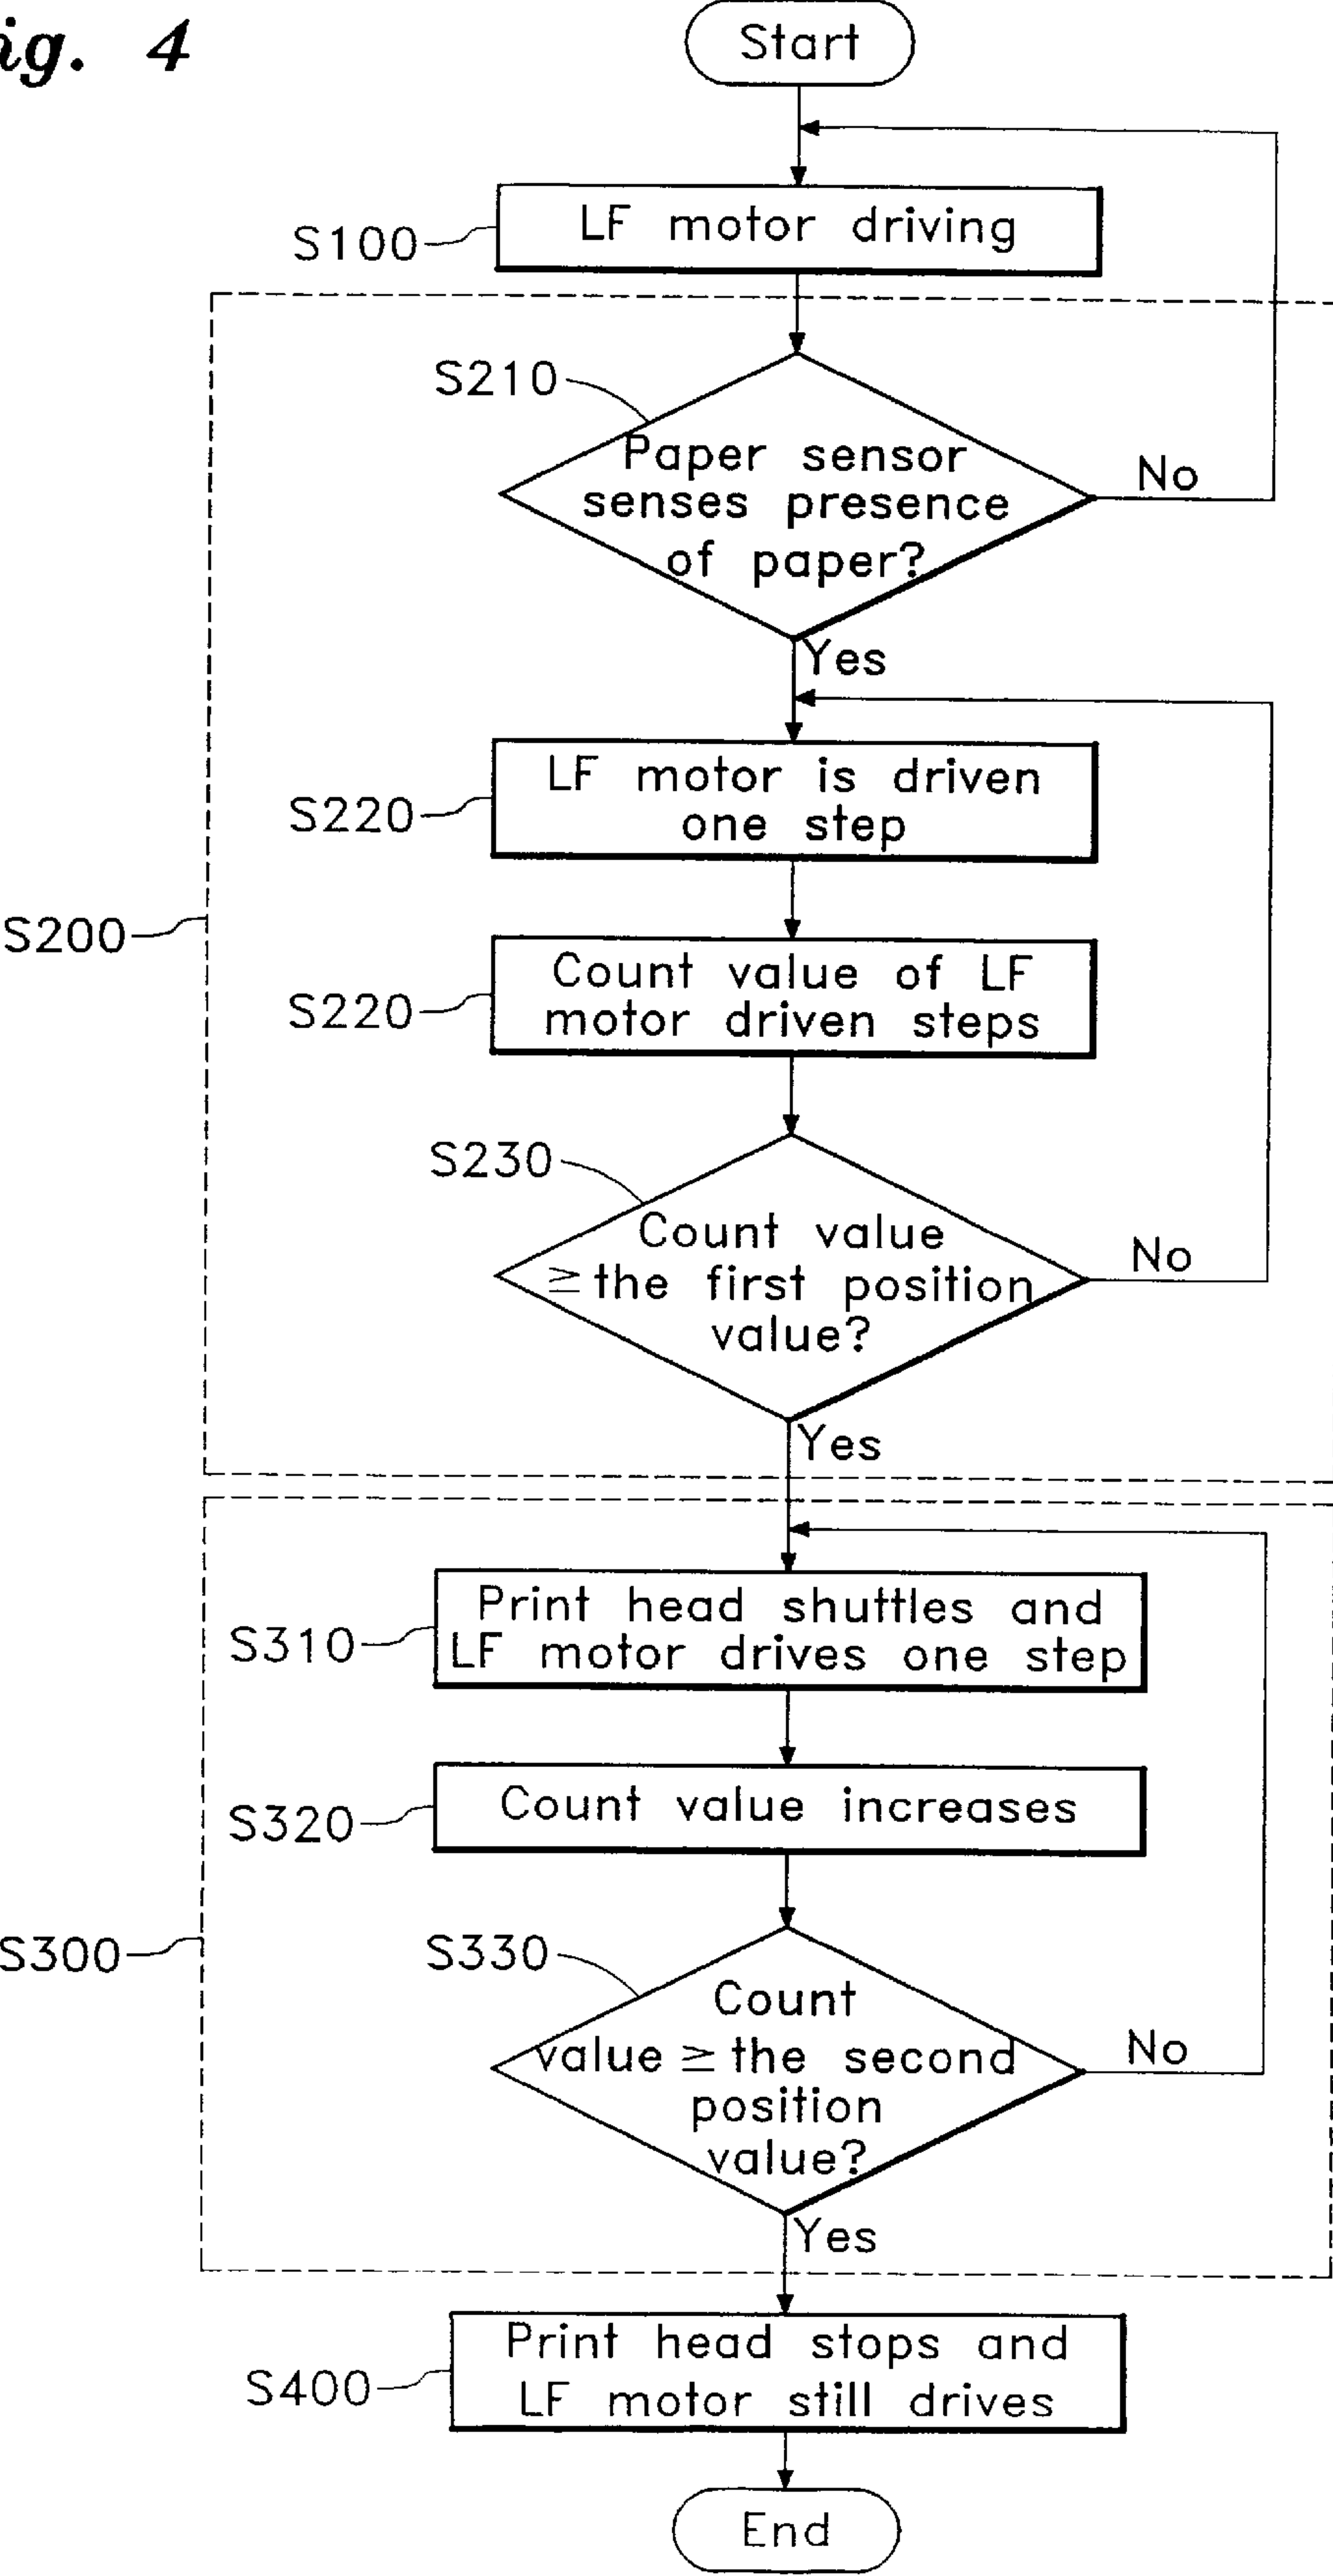 ig. 4
Start
S100
LF motor driving
S210
Paper sensor
senses presence
of paper?
No
Yes
S220
LF motor is driven
one step
S200
S220
Count value of LF
motor driven steps
S230
Count value
≥ the first position
value?
No
Yes
S310
Print head shuttles and
LF motor drives one step
S320
Count value increases
S300
S330
Count
value ≥ the second
position
value?
No
Yes
S400
Print head stops and
LF motor still drives
End